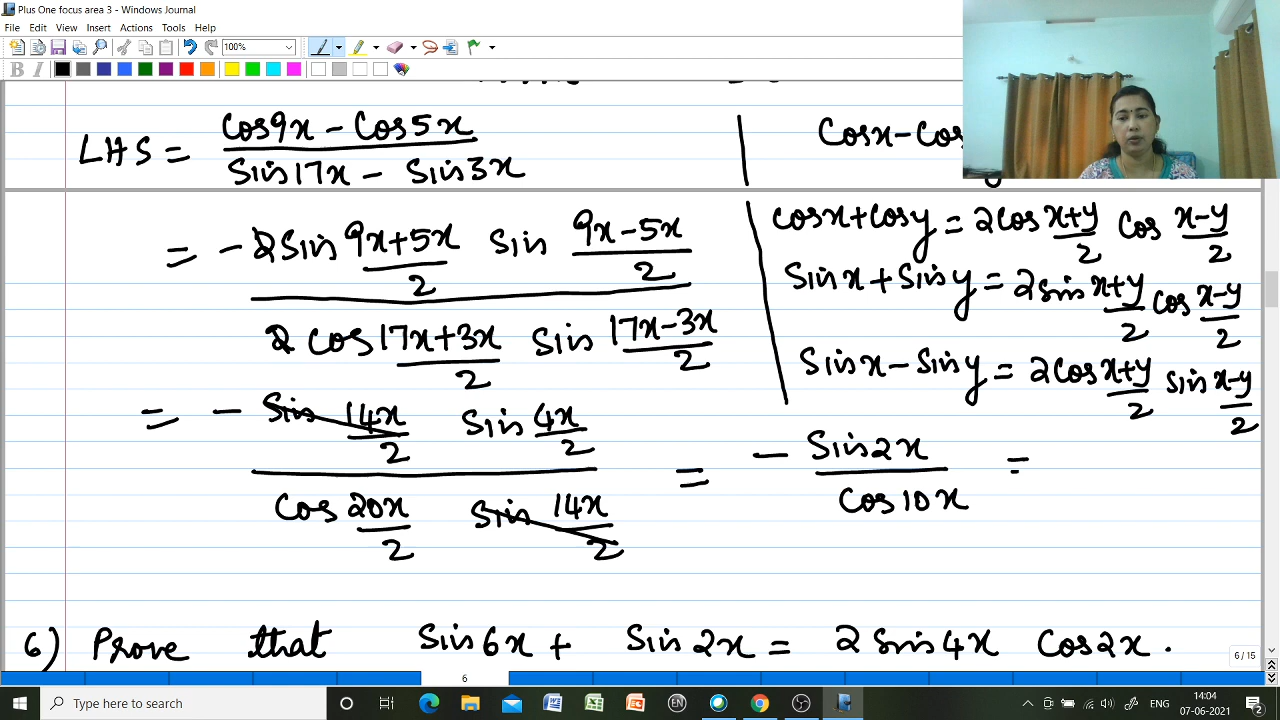 Plus One focus area 3 - Windows Journal
File Edit View Insert Actions Tools Help
100%
B I
LHS = Cos9x - Cos5x / Sin17x - Sin3x
Cosx - Cos
= -2Sin 9x+5x/2 Sin 9x-5x/2 / 2 Cos 17x+3x/2 Sin 17x-3x/2
Cosx+Cosy = 2Cos x+y/2 Cos x-y/2
Sinx+Siny = 2Sin x+y/2 Cos x-y/2
Sinx-Siny = 2Cos x+y/2 Sin x-y/2
= - Sin 14x/2 Sin 4x/2 / Cos 20x/2 Sin 14x/2 = - Sin2x / Cos10x =
6) Prove that Sin6x + Sin2x = 2 Sin4x Cos2x.
6 / 15
6
Type here to search
EN
ENG
14:04
07-06-2021
2